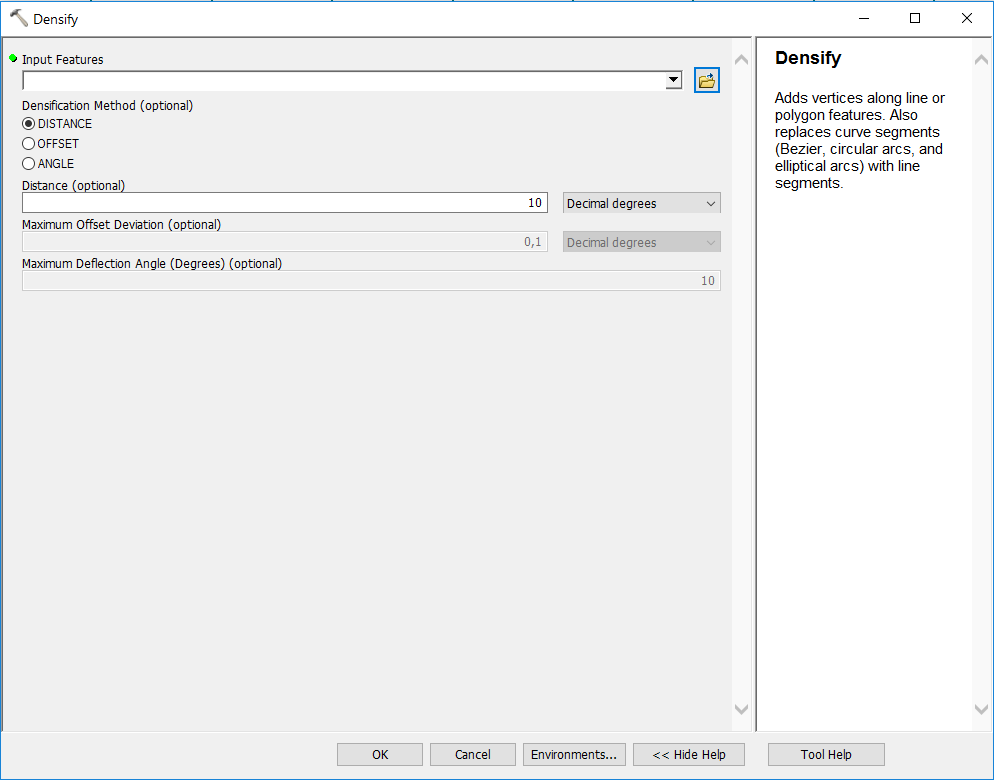 Densify
Input Features
Densification Method (optional)
DISTANCE
OFFSET
ANGLE
Distance (optional)
10 Decimal degrees
Maximum Offset Deviation (optional)
0,1 Decimal degrees
Maximum Deflection Angle (Degrees) (optional)
10
Densify
Adds vertices along line or
polygon features. Also
replaces curve segments
(Bezier, circular arcs, and
elliptical arcs) with line
segments.
OK Cancel Environments... << Hide Help Tool Help